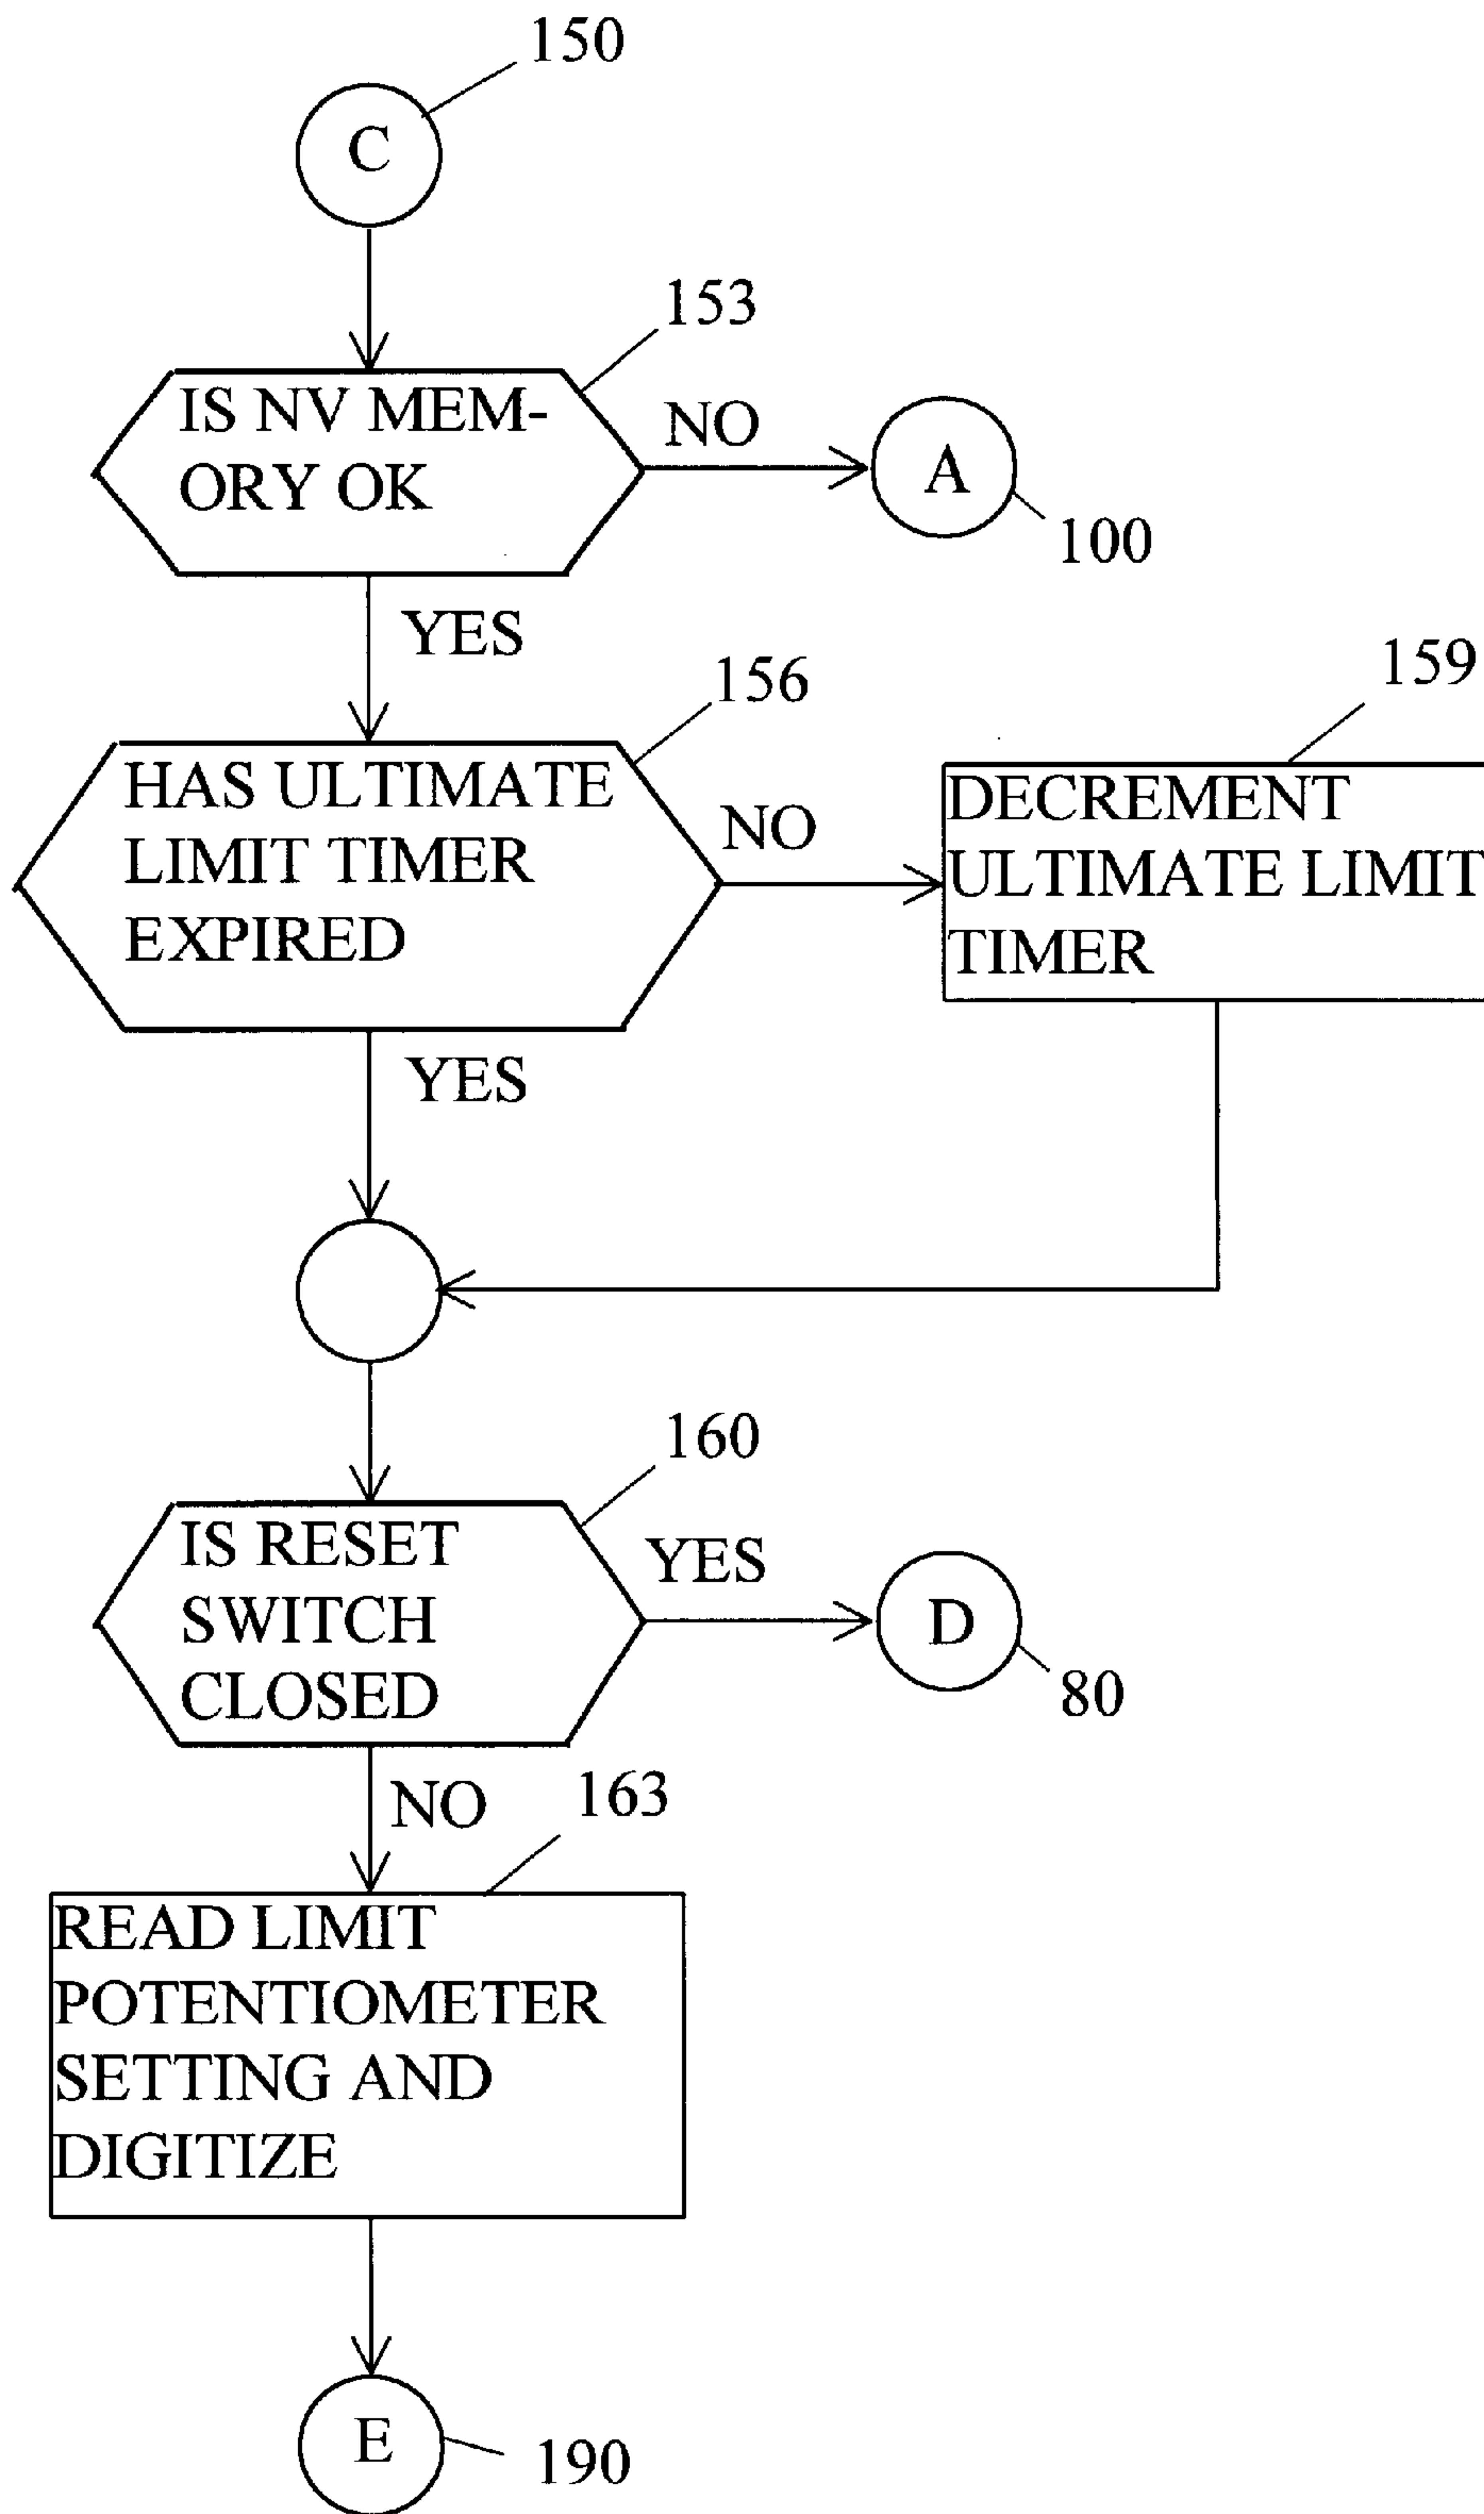 150
C
153
IS NV MEM-
ORY OK
NO
A
100
YES
156
159
HAS ULTIMATE
LIMIT TIMER
EXPIRED
NO
DECREMENT
ULTIMATE LIMIT
TIMER
YES
160
IS RESET
SWITCH
CLOSED
YES
D
80
NO
163
READ LIMIT
POTENTIOMETER
SETTING AND
DIGITIZE
E
190